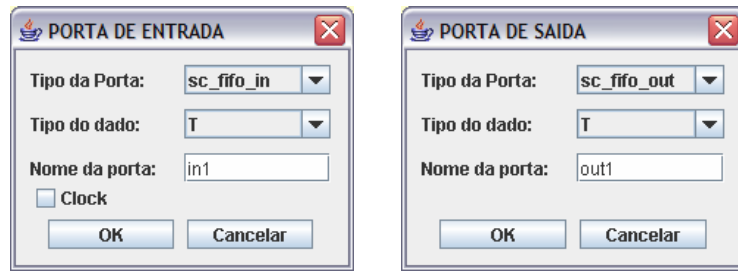 PORTA DE ENTRADA
Tipo da Porta: sc_fifo_in
Tipo do dado: T
Nome da porta: in1
Clock
OK Cancelar
PORTA DE SAIDA
Tipo da Porta: sc_fifo_out
Tipo do dado: T
Nome da porta: out1
OK Cancelar